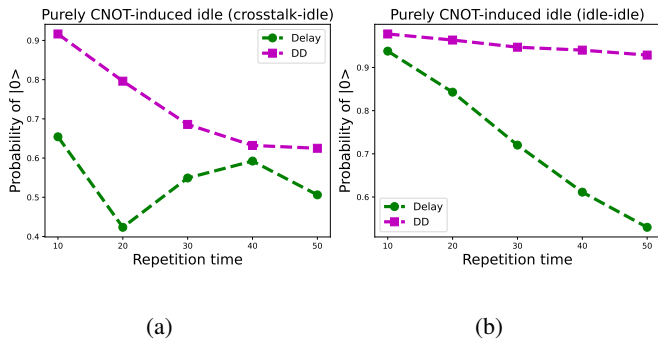 Purely CNOT-induced idle (crosstalk-idle)
Probability of |0>
0.9
0.8
0.7
0.6
0.5
0.4
Delay
DD
10
20
30
40
50
Repetition time
(a)
Purely CNOT-induced idle (idle-idle)
Probability of |0>
0.9
0.8
0.7
0.6
Delay
DD
10
20
30
40
50
Repetition time
(b)